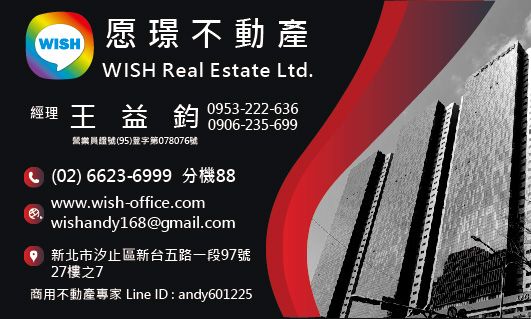 WISH
愿璟不動產
WISH Real Estate Ltd.
經理 王益鈞 0953-222-636
0906-235-699
營業員證號(95)登字第078076號
(02) 6623-6999 分機88
www.wish-office.com
wishandy168@gmail.com
新北市汐止區新台五路一段97號
27樓之7
商用不動產專家 Line ID : andy601225